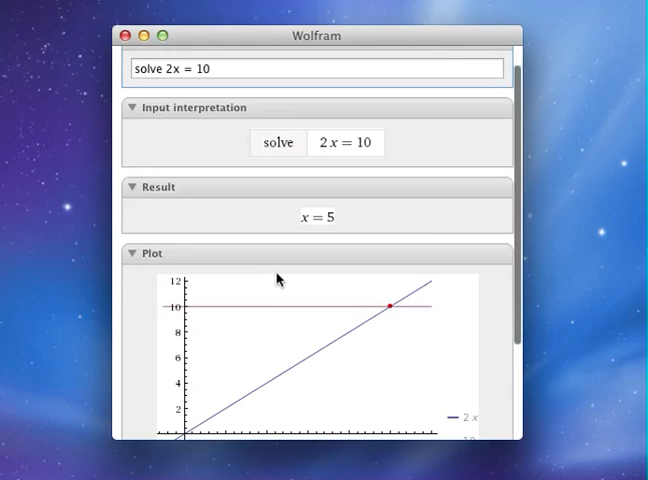 Wolfram
solve 2x = 10
Input interpretation
solve 2 x = 10
Result
x = 5
Plot
12
10
8
6
4
2
2 x